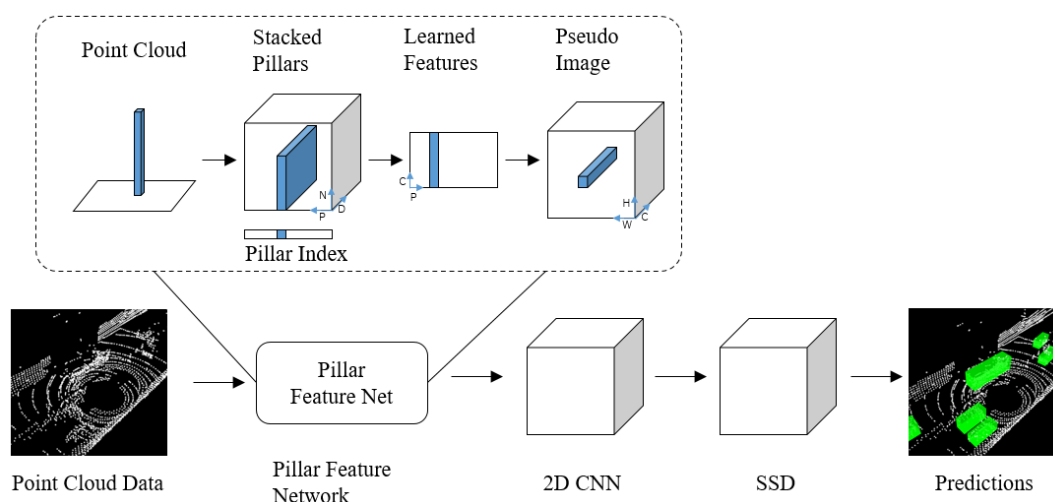 Point Cloud
Stacked
Pillars
Learned
Features
Pseudo
Image
N
D
P
C
P
H
C
W
Pillar Index
Pillar
Feature Net
Point Cloud Data
Pillar Feature
Network
2D CNN
SSD
Predictions